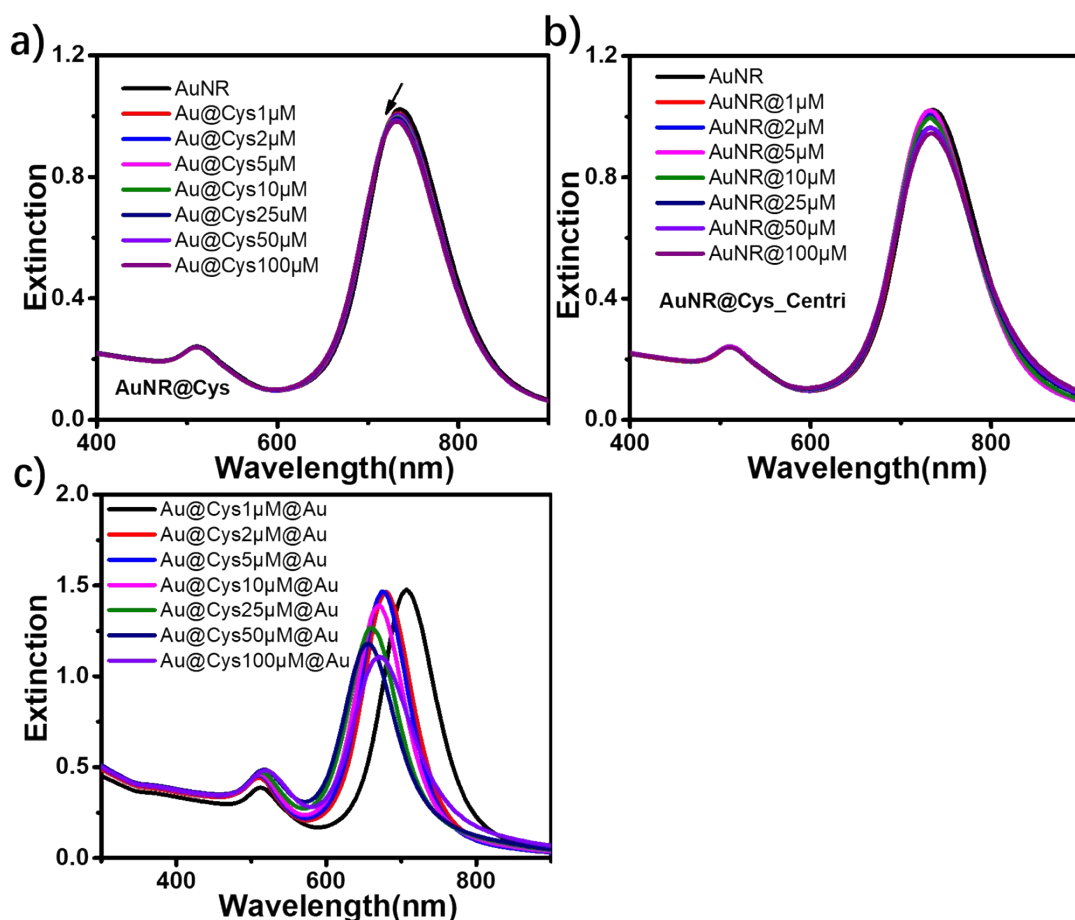 a)
1.2
0.8
0.4
0.0
Extinction
AuNR
Au@Cys1μM
Au@Cys2μM
Au@Cys5μM
Au@Cys10μM
Au@Cys25uM
Au@Cys50μM
Au@Cys100μM
AuNR@Cys
400 600 800
Wavelength(nm)
b)
1.2
0.8
0.4
0.0
Extinction
AuNR
AuNR@1μM
AuNR@2μM
AuNR@5μM
AuNR@10μM
AuNR@25μM
AuNR@50μM
AuNR@100μM
AuNR@Cys_Centri
400 600 800
Wavelength(nm)
c)
2.0
1.5
1.0
0.5
0.0
Extinction
Au@Cys1μM@Au
Au@Cys2μM@Au
Au@Cys5μM@Au
Au@Cys10μM@Au
Au@Cys25μM@Au
Au@Cys50μM@Au
Au@Cys100μM@Au
400 600 800
Wavelength(nm)